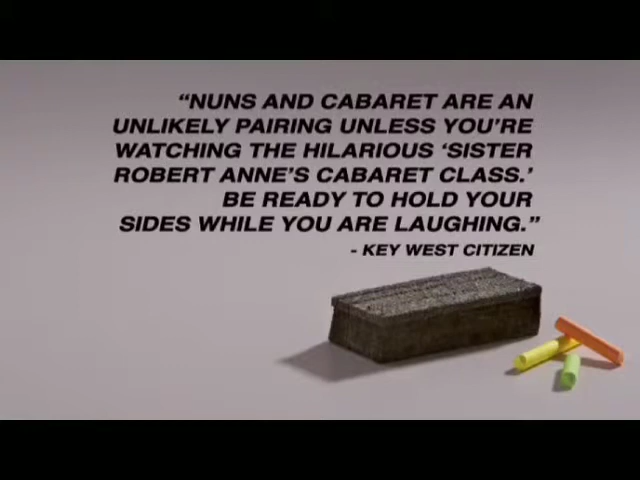 “NUNS AND CABARET ARE AN
UNLIKELY PAIRING UNLESS YOU’RE
WATCHING THE HILARIOUS ‘SISTER
ROBERT ANNE’S CABARET CLASS.’
BE READY TO HOLD YOUR
SIDES WHILE YOU ARE LAUGHING.”
- KEY WEST CITIZEN